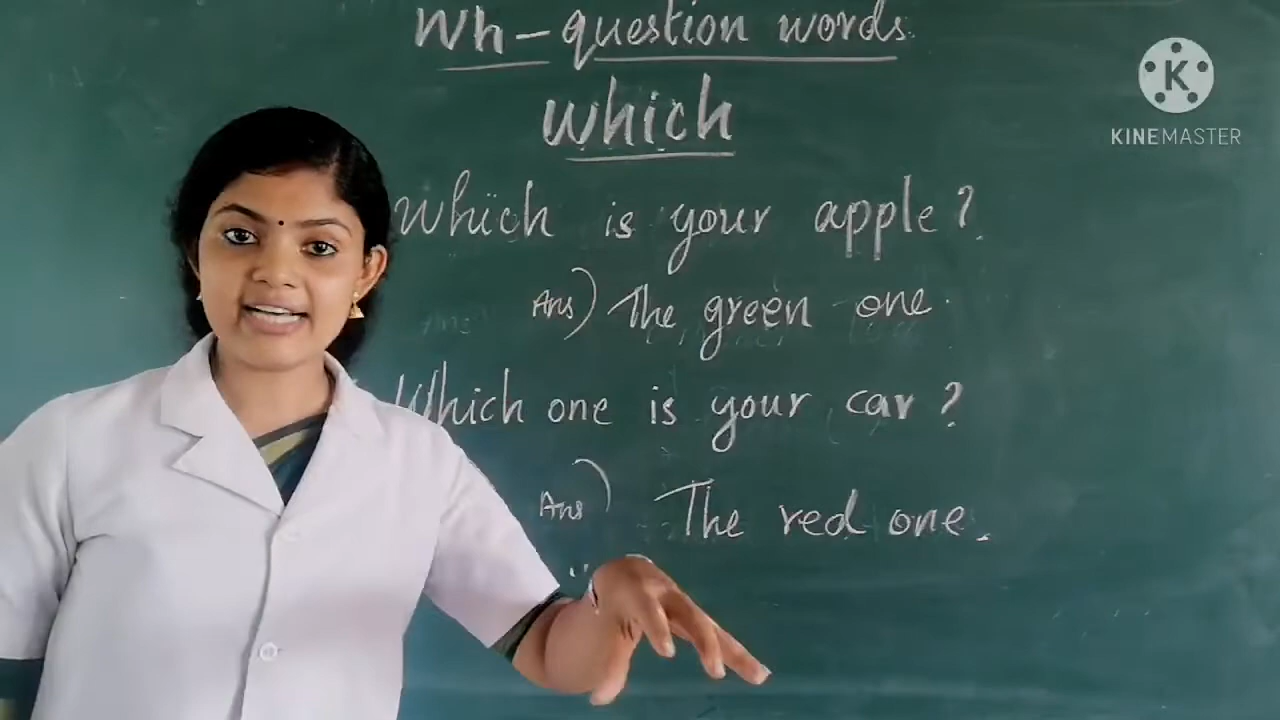 Wh-question words
Which
Which is your apple?
Ans) The green one.
Which one is your car?
Ans) The red one.
K
KINEMASTER